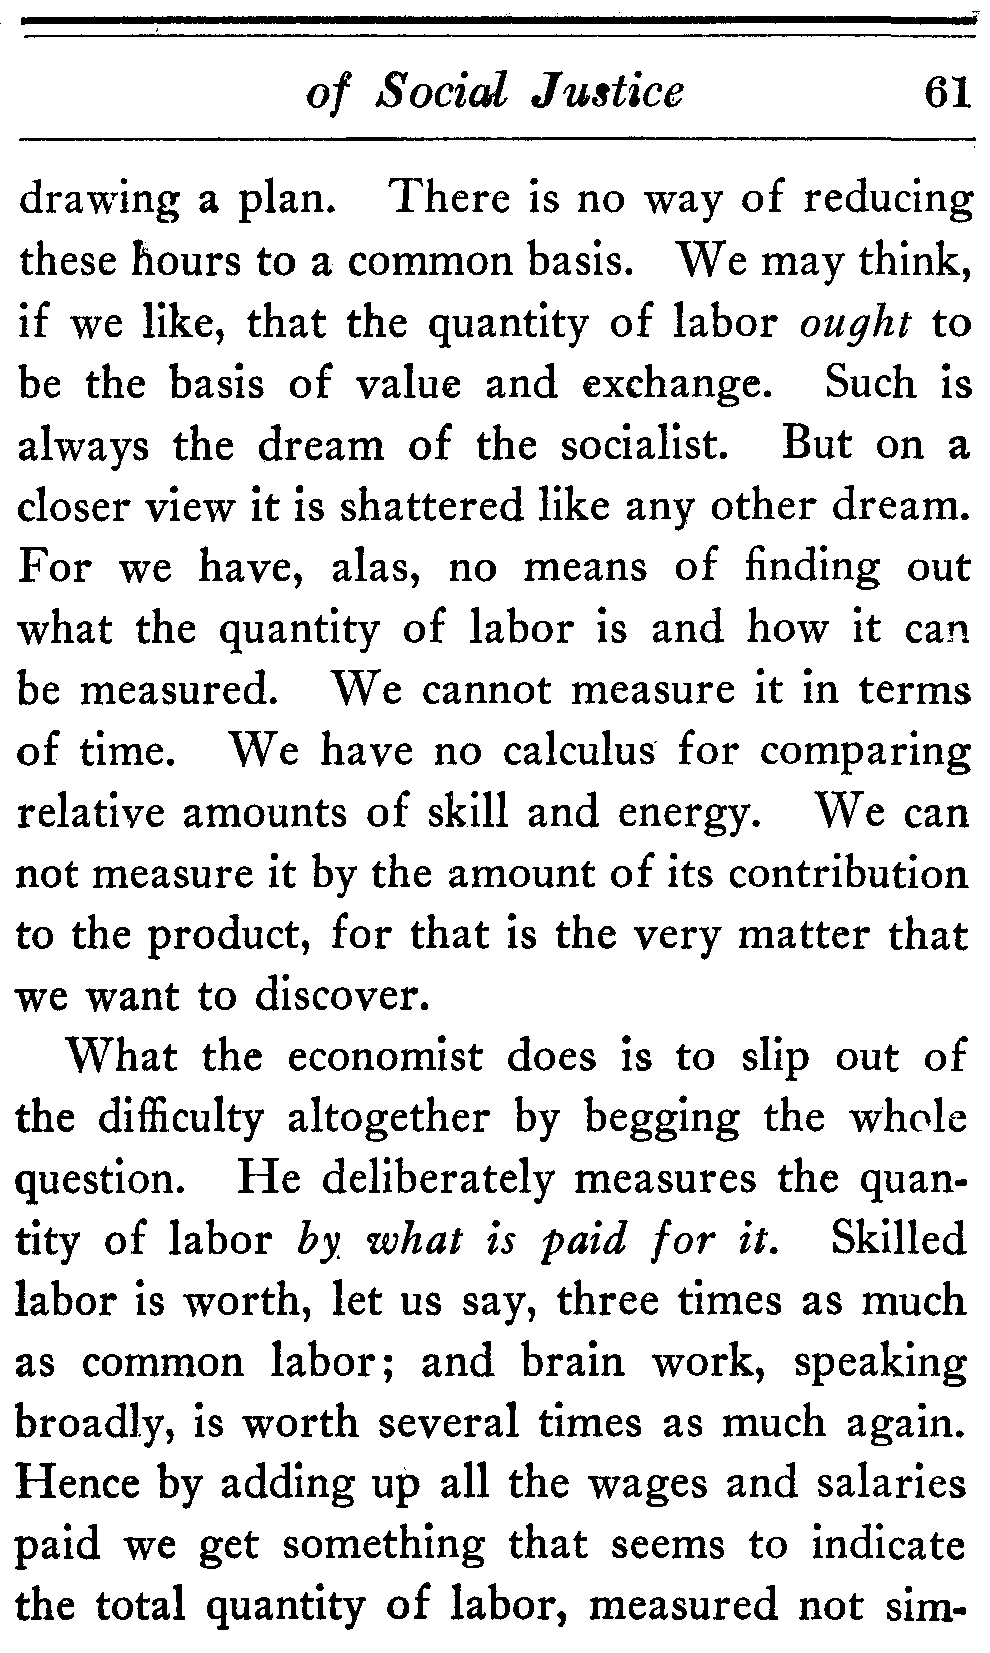 of Social Justice 61
drawing a plan. There is no way of reducing
these hours to a common basis. We may think,
if we like, that the quantity of labor ought to
be the basis of value and exchange. Such is
always the dream of the socialist. But on a
closer view it is shattered like any other dream.
For we have, alas, no means of finding out
what the quantity of labor is and how it can
be measured. We cannot measure it in terms
of time. We have no calculus for comparing
relative amounts of skill and energy. We can
not measure it by the amount of its contribution
to the product, for that is the very matter that
we want to discover.
What the economist does is to slip out of
the difficulty altogether by begging the whole
question. He deliberately measures the quan-
tity of labor by what is paid for it. Skilled
labor is worth, let us say, three times as much
as common labor; and brain work, speaking
broadly, is worth several times as much again.
Hence by adding up all the wages and salaries
paid we get something that seems to indicate
the total quantity of labor, measured not sim-